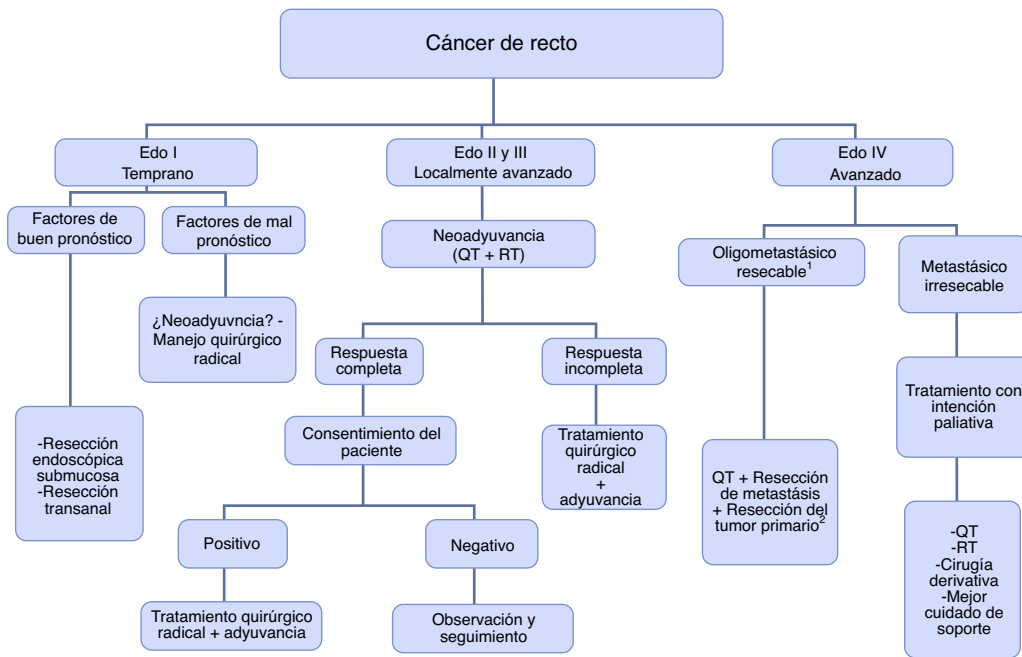 Cáncer de recto
Edo I
Temprano
Edo II y III
Localmente avanzado
Edo IV
Avanzado
Factores de
buen pronóstico
Factores de mal
pronóstico
Neoadyuvancia
(QT + RT)
Oligometastásico
resecable¹
Metastásico
irresecable
¿Neoadyuvncia? -
Manejo quirúrgico
radical
Respuesta
completa
Respuesta
incompleta
Tratamiento con
intención
paliativa
-Resección
endoscópica
submucosa
-Resección
transanal
Consentimiento del
paciente
Tratamiento
quirúrgico
radical
+
adyuvancia
QT + Resección
de metastásis
+ Resección del
tumor primario²
-QT
-RT
-Cirugía
derivativa
-Mejor
cuidado de
soporte
Positivo
Negativo
Tratamiento quirúrgico
radical + adyuvancia
Observación y
seguimiento